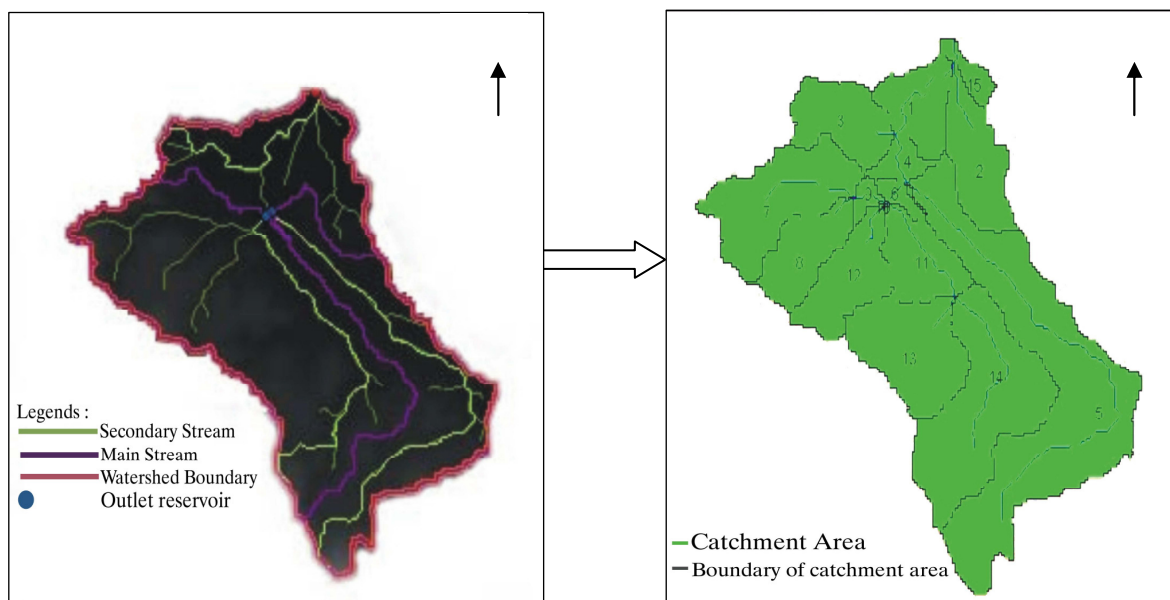 Legends :
Secondary Stream
Main Stream
Watershed Boundary
Outlet reservoir
15
1
3
2
4
6
7
8
11
12
13
14
5
Catchment Area
Boundary of catchment area